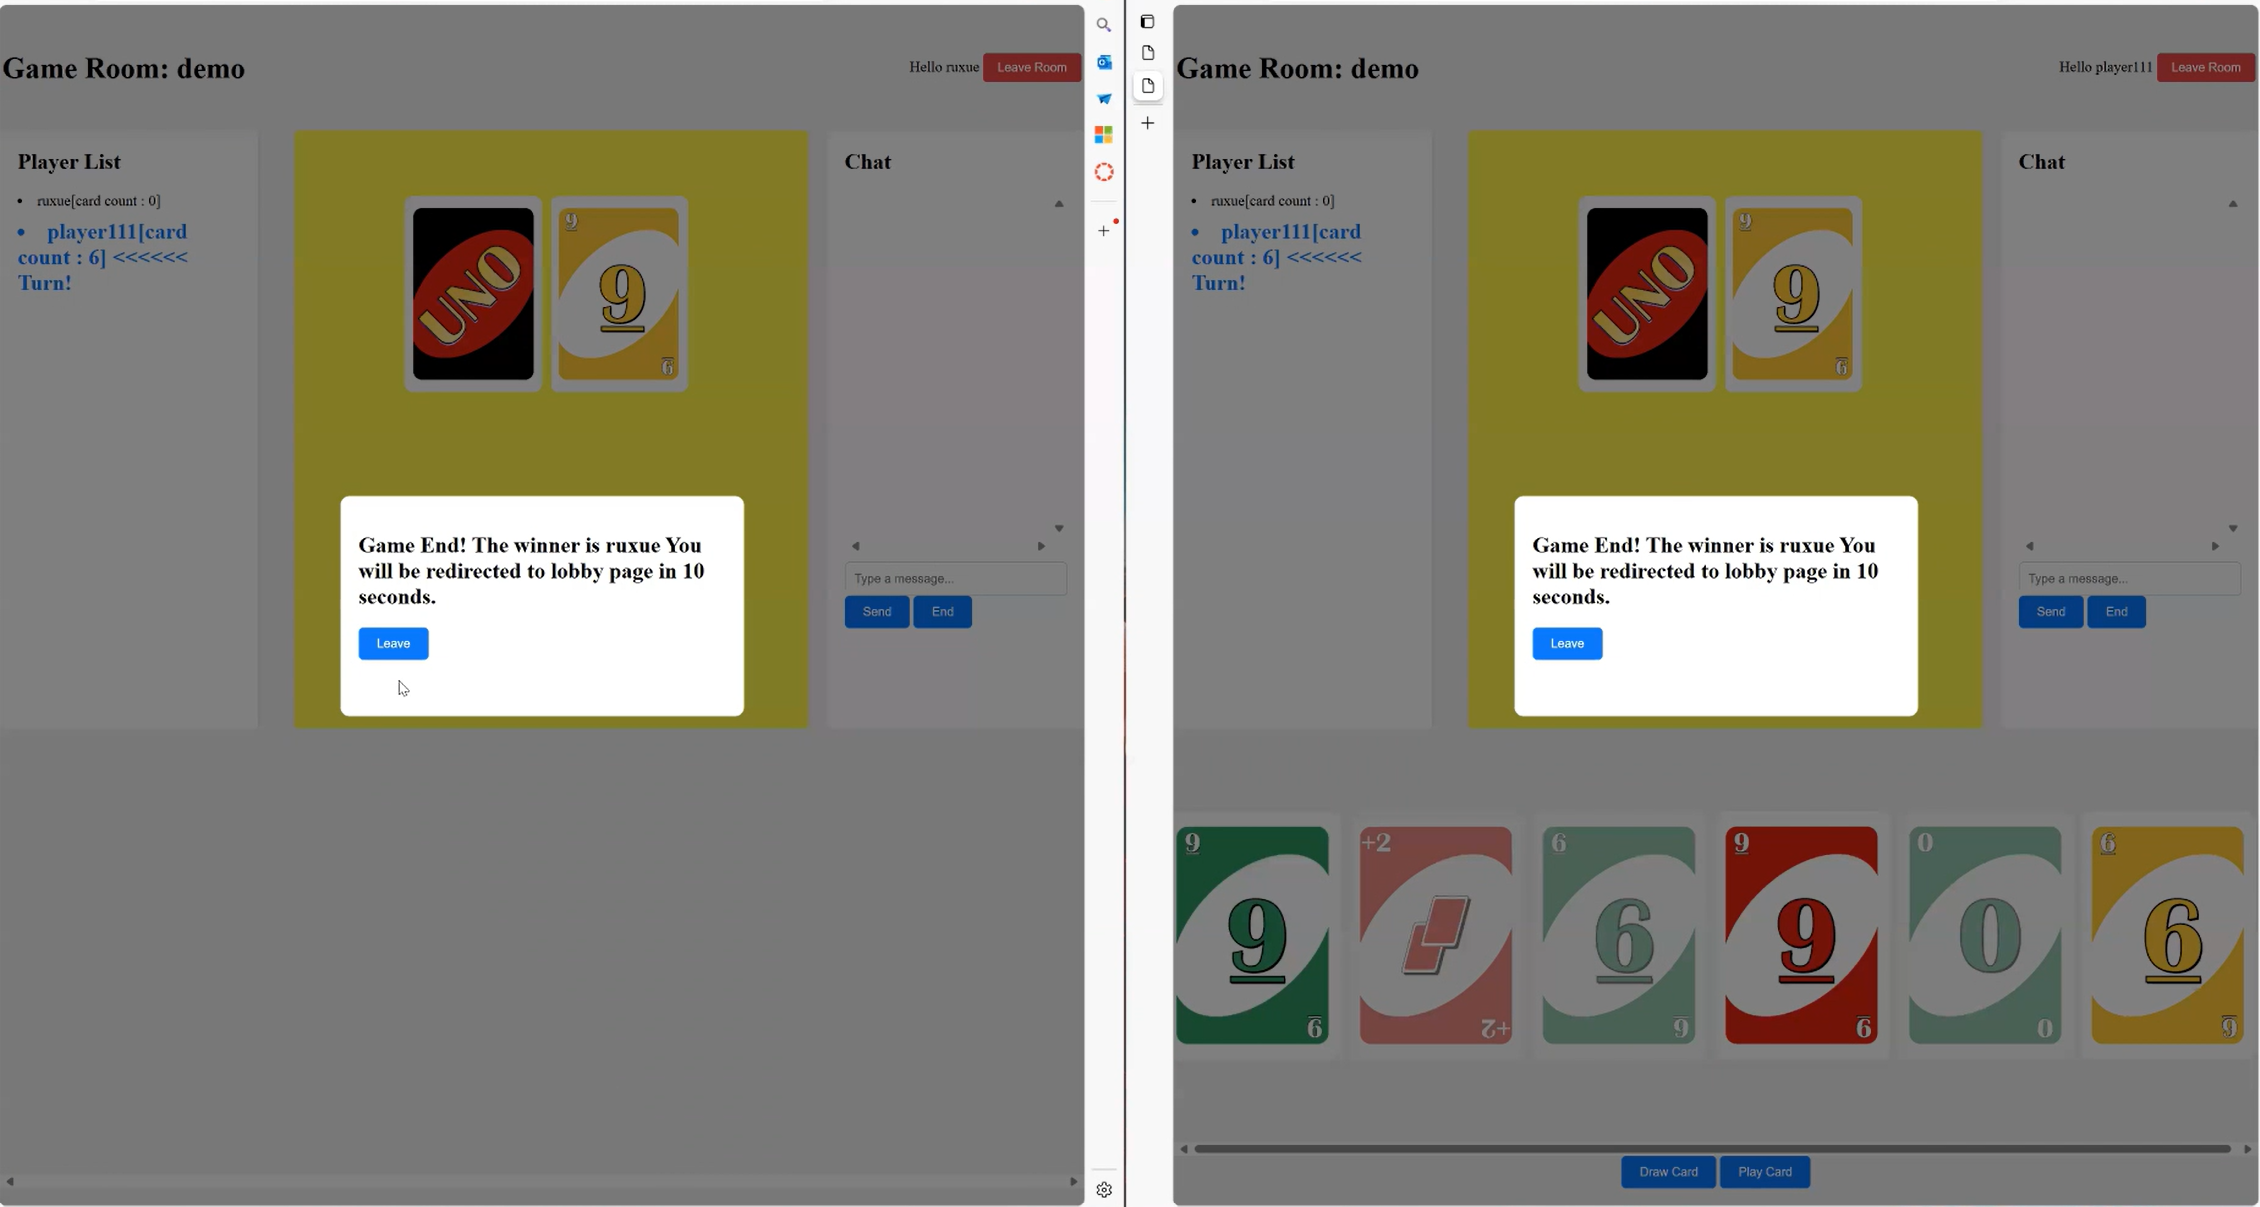 Game Room: demo
Hello ruxue
Leave Room
Player List
ruxue[card count : 0]
player111[card
count : 6] <<<<<<
Turn!
UNO
9
9
9
Chat
Game End! The winner is ruxue You
will be redirected to lobby page in 10
seconds.
Leave
Type a message...
Send
End
Game Room: demo
Hello player111
Leave Room
Player List
ruxue[card count : 0]
player111[card
count : 6] <<<<<<
Turn!
UNO
9
9
9
Chat
Game End! The winner is ruxue You
will be redirected to lobby page in 10
seconds.
Leave
Type a message...
Send
End
9
9
9
+2
+2
6
6
6
9
9
9
0
0
0
6
6
6
Draw Card
Play Card